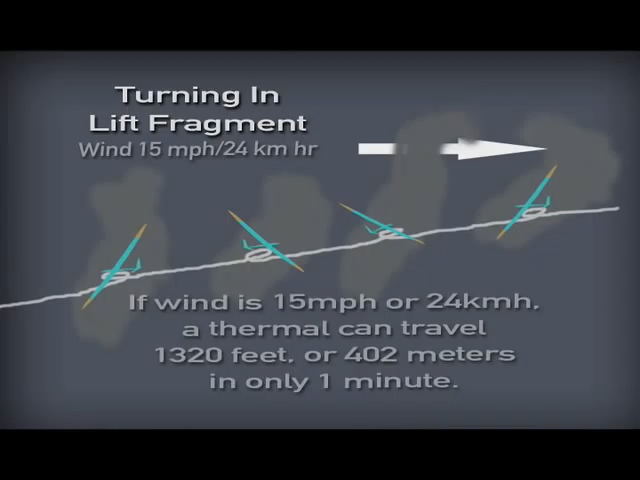 Turning In
Lift Fragment
Wind 15 mph/24 km hr
If wind is 15mph or 24kmh,
a thermal can travel
1320 feet, or 402 meters
in only 1 minute.